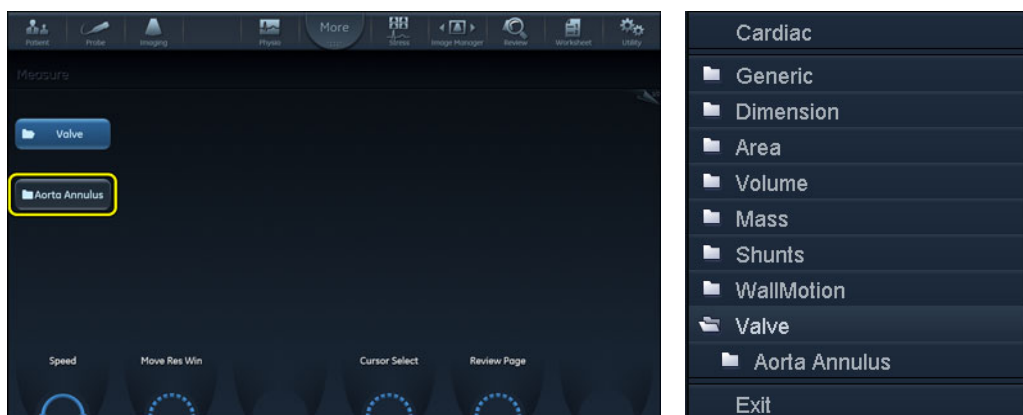 Patient Probe Imaging Physio More Stress Image Manager Review Worksheet Utility
Measure
Valve
Aorta Annulus
Speed Move Res Win Cursor Select Review Page
Cardiac
Generic
Dimension
Area
Volume
Mass
Shunts
WallMotion
Valve
Aorta Annulus
Exit